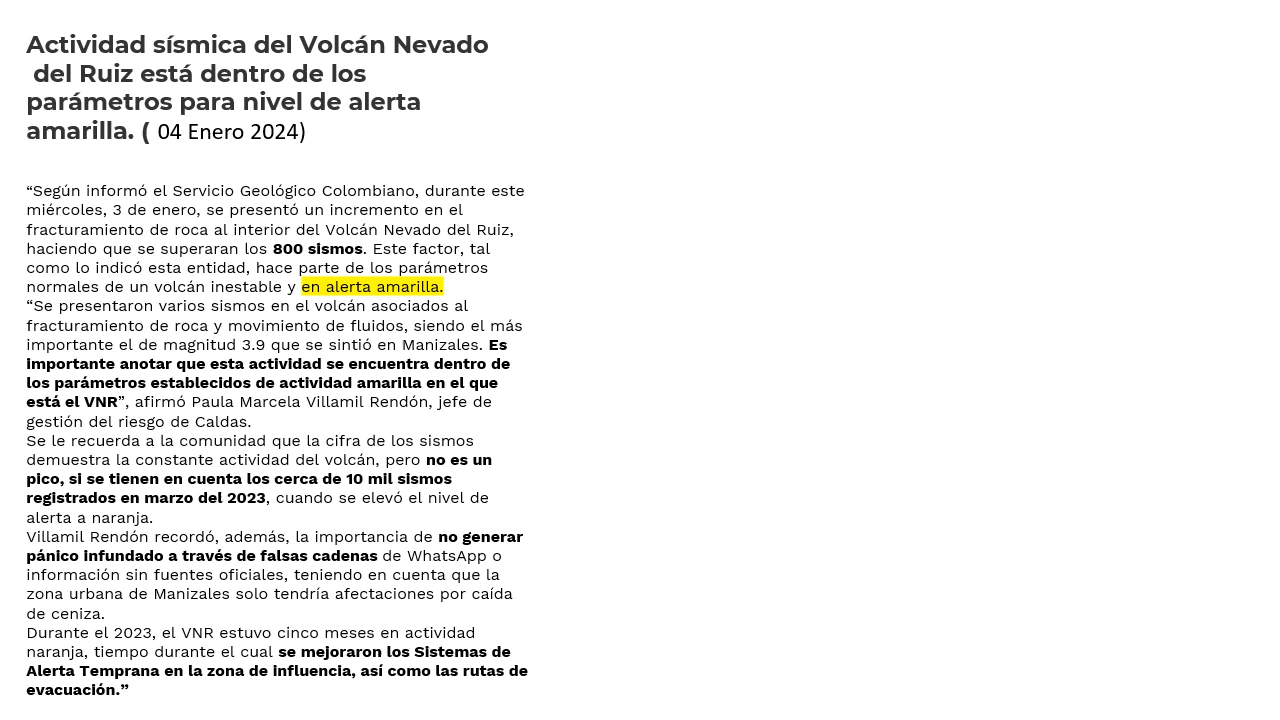 Actividad sísmica del Volcán Nevado
del Ruiz está dentro de los
parámetros para nivel de alerta
amarilla. ( 04 Enero 2024)
“Según informó el Servicio Geológico Colombiano, durante este
miércoles, 3 de enero, se presentó un incremento en el
fracturamiento de roca al interior del Volcán Nevado del Ruiz,
haciendo que se superaran los 800 sismos. Este factor, tal
como lo indicó esta entidad, hace parte de los parámetros
normales de un volcán inestable y en alerta amarilla.
“Se presentaron varios sismos en el volcán asociados al
fracturamiento de roca y movimiento de fluidos, siendo el más
importante el de magnitud 3.9 que se sintió en Manizales. Es
importante anotar que esta actividad se encuentra dentro de
los parámetros establecidos de actividad amarilla en el que
está el VNR”, afirmó Paula Marcela Villamil Rendón, jefe de
gestión del riesgo de Caldas.
Se le recuerda a la comunidad que la cifra de los sismos
demuestra la constante actividad del volcán, pero no es un
pico, si se tienen en cuenta los cerca de 10 mil sismos
registrados en marzo del 2023, cuando se elevó el nivel de
alerta a naranja.
Villamil Rendón recordó, además, la importancia de no generar
pánico infundado a través de falsas cadenas de WhatsApp o
información sin fuentes oficiales, teniendo en cuenta que la
zona urbana de Manizales solo tendría afectaciones por caída
de ceniza.
Durante el 2023, el VNR estuvo cinco meses en actividad
naranja, tiempo durante el cual se mejoraron los Sistemas de
Alerta Temprana en la zona de influencia, así como las rutas de
evacuación.”